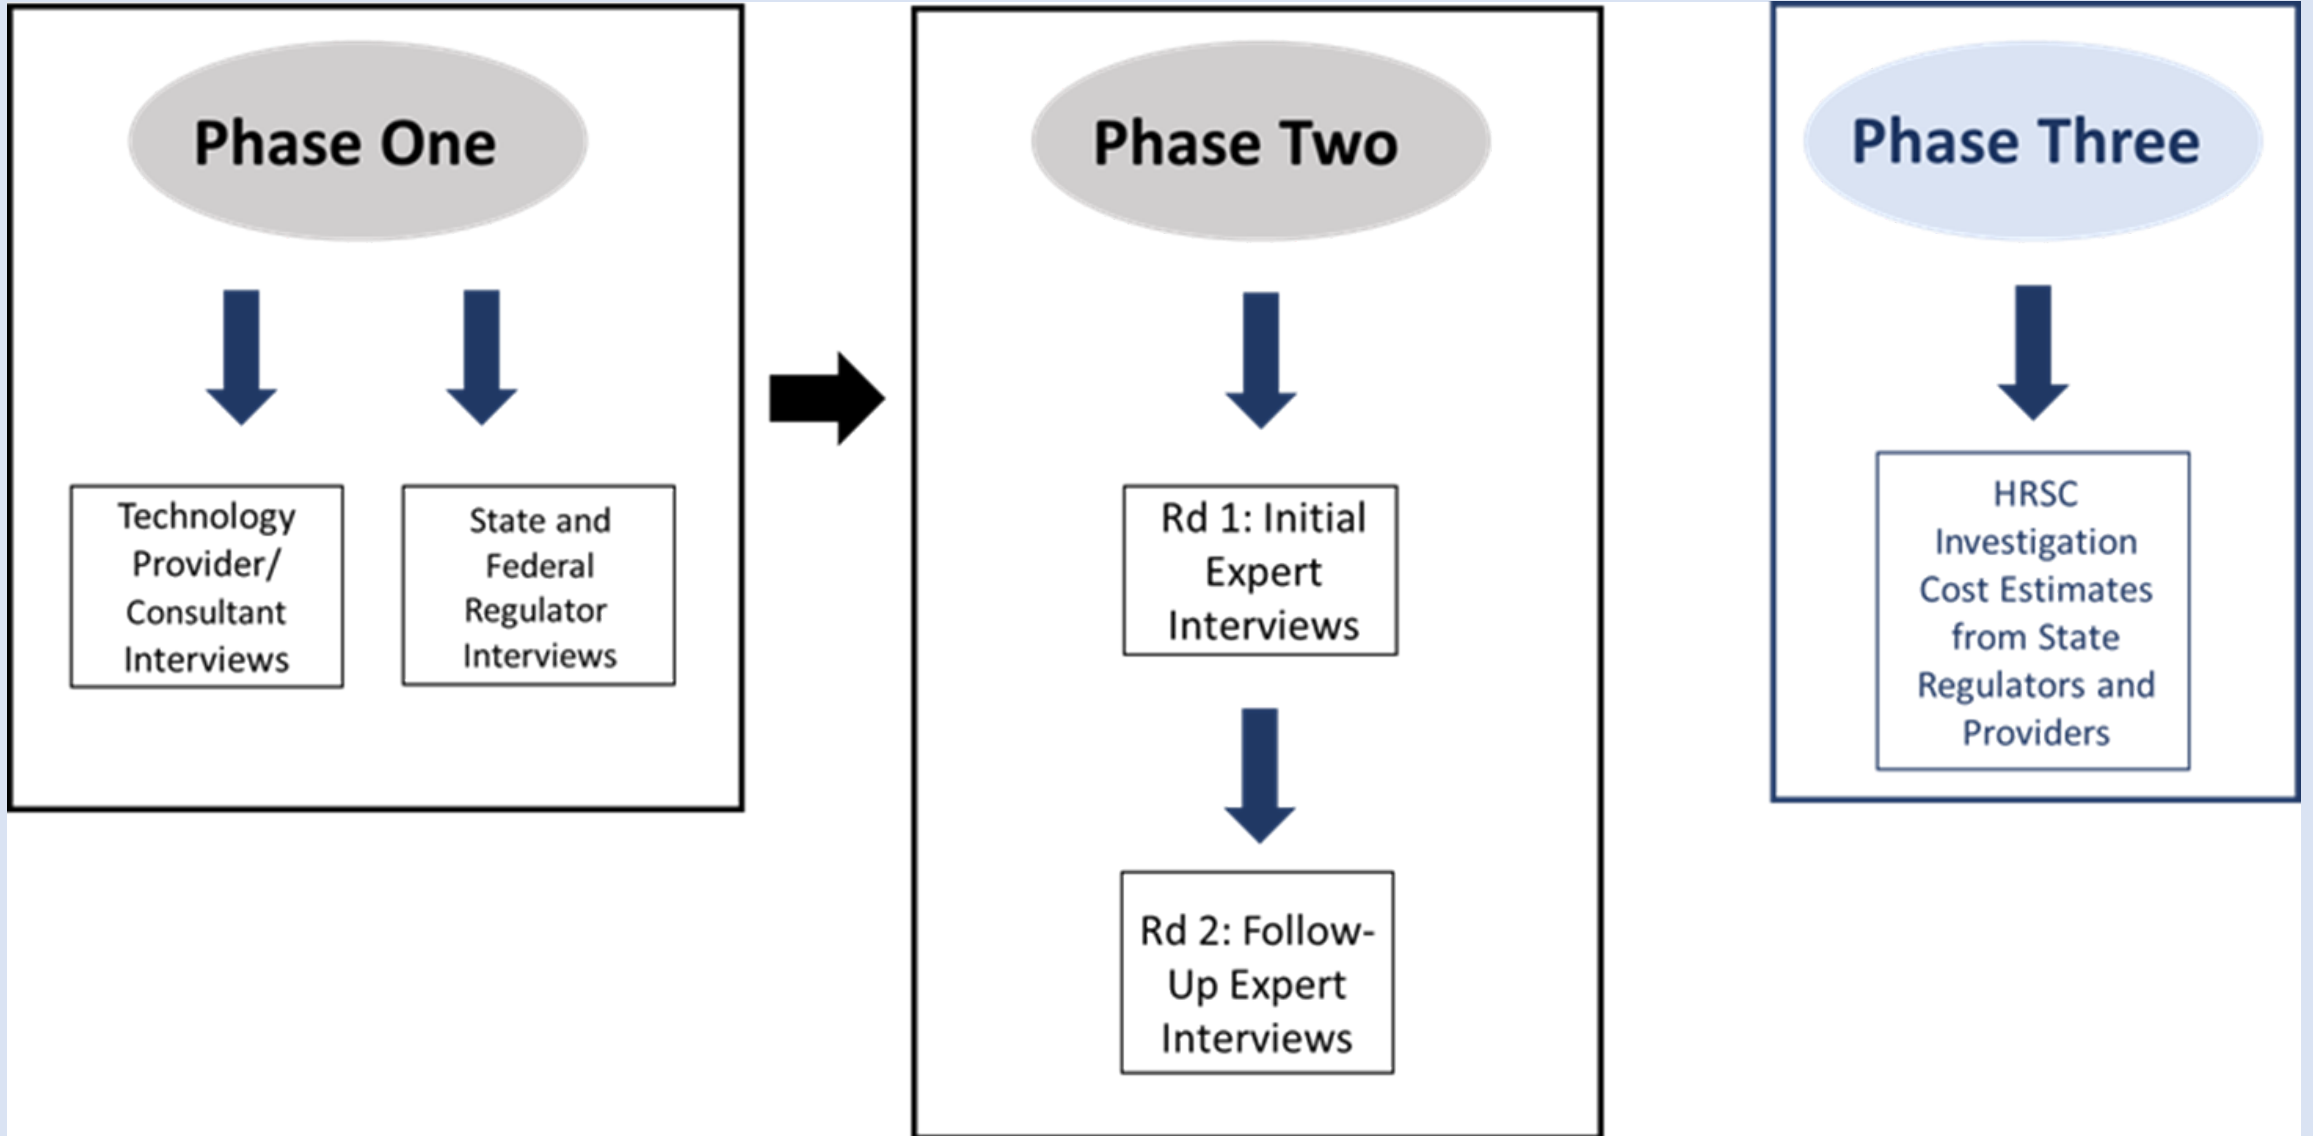 Phase One
Technology
Provider/
Consultant
Interviews
State and
Federal
Regulator
Interviews
Phase Two
Rd 1: Initial
Expert
Interviews
Rd 2: Follow-
Up Expert
Interviews
Phase Three
HRSC
Investigation
Cost Estimates
from State
Regulators and
Providers